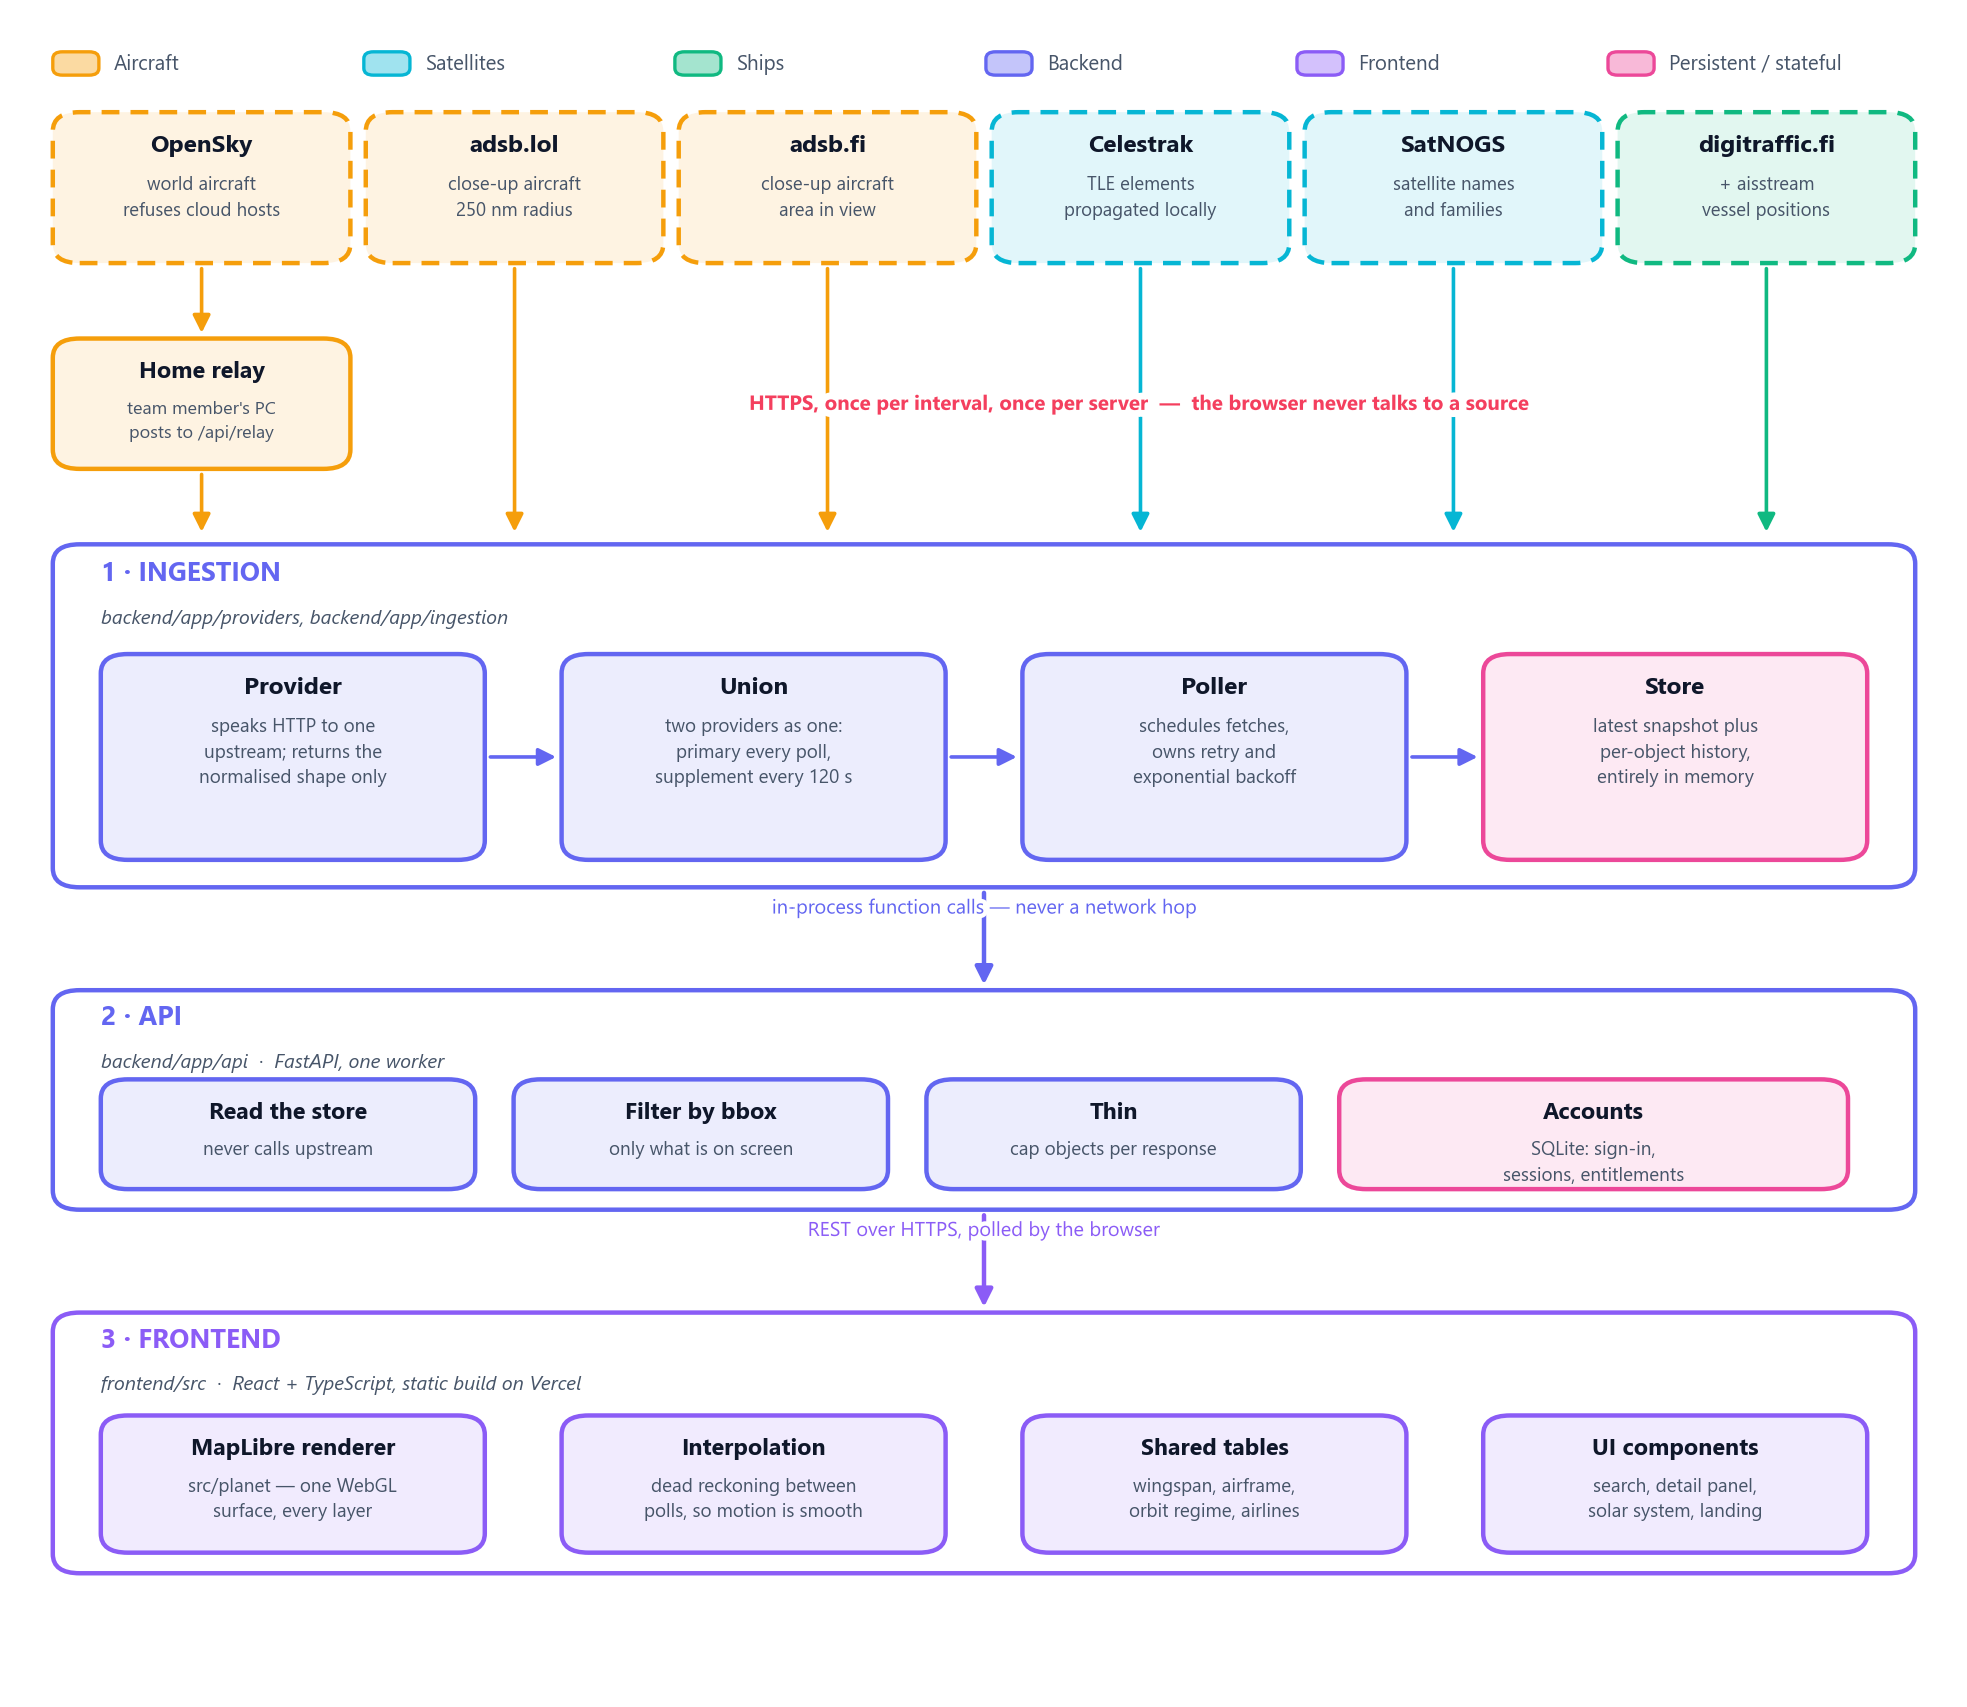 Aircraft
Satellites
Ships
Backend
Frontend
Persistent / stateful
OpenSky
world aircraft
refuses cloud hosts
adsb.lol
close-up aircraft
250 nm radius
adsb.fi
close-up aircraft
area in view
Celestrak
TLE elements
propagated locally
SatNOGS
satellite names
and families
digitraffic.fi
+ aisstream
vessel positions
Home relay
team member's PC
posts to /api/relay
HTTPS, once per interval, once per server — the browser never talks to a source
1 · INGESTION
backend/app/providers, backend/app/ingestion
Provider
speaks HTTP to one
upstream; returns the
normalised shape only
Union
two providers as one:
primary every poll,
supplement every 120 s
Poller
schedules fetches,
owns retry and
exponential backoff
Store
latest snapshot plus
per-object history,
entirely in memory
in-process function calls — never a network hop
2 · API
backend/app/api · FastAPI, one worker
Read the store
never calls upstream
Filter by bbox
only what is on screen
Thin
cap objects per response
Accounts
SQLite: sign-in,
sessions, entitlements
REST over HTTPS, polled by the browser
3 · FRONTEND
frontend/src · React + TypeScript, static build on Vercel
MapLibre renderer
src/planet — one WebGL
surface, every layer
Interpolation
dead reckoning between
polls, so motion is smooth
Shared tables
wingspan, airframe,
orbit regime, airlines
UI components
search, detail panel,
solar system, landing